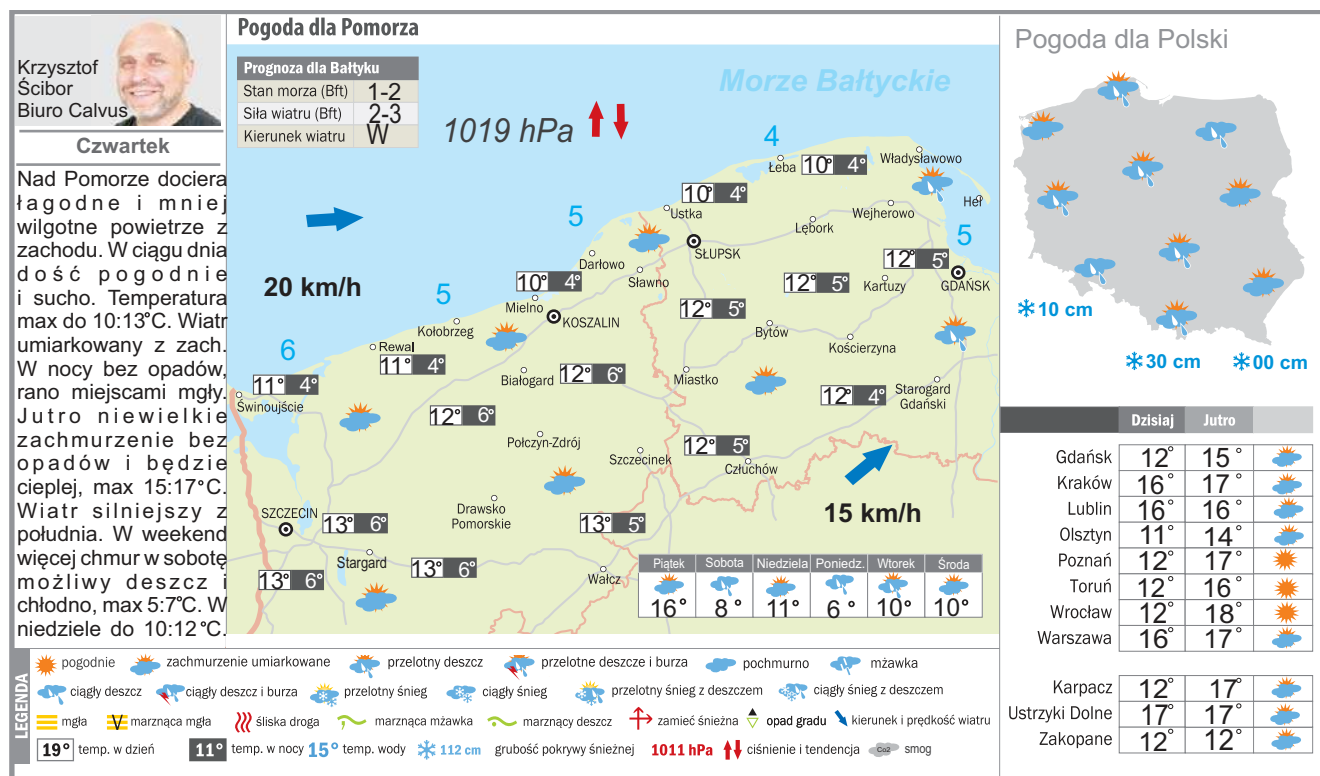 Krzysztof
Ścibor
Biuro Calvus
Czwartek
Nad Pomorze dociera
łagodne i mniej
wilgotne powietrze z
zachodu. W ciągu dnia
dość pogodnie
i sucho. Temperatura
max do 10:13°C. Wiatr
umiarkowany z zach.
W nocy bez opadów,
rano miejscami mgły.
Jutro niewielkie
zachmurzenie bez
opadów i będzie
cieplej, max 15:17°C.
Wiatr silniejszy z
południa. W weekend
więcej chmur w sobotę
możliwy deszcz i
chłodno, max 5:7°C. W
niedziele do 10:12°C.
Pogoda dla Pomorza
Prognoza dla Bałtyku
Stan morza (Bft) 1-2
Siła wiatru (Bft) 2-3
Kierunek wiatru W
Morze Bałtyckie
1019 hPa
4
Łeba 10° 4°
Władysławowo
10° 4°
Ustka
Hel
Wejherowo
Lębork
5
5
SŁUPSK
Darłowo
12° 5°
Sławno
10° 4°
12° 5°
Kartuzy
GDAŃSK
20 km/h
5
Mielno
KOSZALIN
12° 5°
Kołobrzeg
Bytów
Kościerzyna
6
Rewal
11° 4°
Białogard
12° 6°
Miastko
11° 4°
Świnoujście
12° 4°
Starogard
Gdański
12° 6°
Połczyn-Zdrój
12° 5°
Szczecinek
Człuchów
Drawsko
Pomorskie
SZCZECIN
13° 6°
13° 5°
15 km/h
Stargard
13° 6°
13° 6°
Wałcz
Piątek Sobota Niedziela Poniedz. Wtorek Środa
16° 8° 11° 6° 10° 10°
Pogoda dla Polski
10 cm
30 cm
00 cm
Dzisiaj Jutro
Gdańsk 12° 15°
Kraków 16° 17°
Lublin 16° 16°
Olsztyn 11° 14°
Poznań 12° 17°
Toruń 12° 16°
Wrocław 12° 18°
Warszawa 16° 17°
Karpacz 12° 17°
Ustrzyki Dolne 17° 17°
Zakopane 12° 12°
LEGENDA
pogodnie zachmurzenie umiarkowane przelotny deszcz przelotne deszcze i burza pochmurno mżawka
ciągły deszcz ciągły deszcz i burza przelotny śnieg ciągły śnieg przelotny śnieg z deszczem ciągły śnieg z deszczem
mgła marznąca mgła śliska droga marznąca mżawka marznący deszcz zamieć śnieżna opad gradu kierunek i prędkość wiatru
19° temp. w dzień 11° temp. w nocy 15° temp. wody 112 cm grubość pokrywy śnieżnej 1011 hPa ciśnienie i tendencja Co2 smog